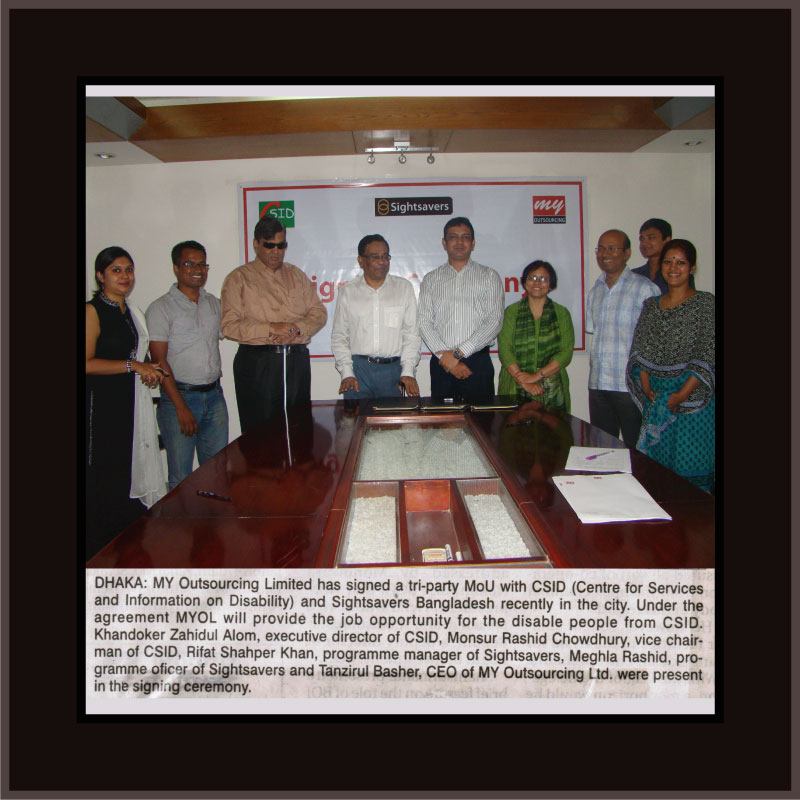 SID
Sightsavers
my
OUTSOURCING
DHAKA: MY Outsourcing Limited has signed a tri-party MoU with CSID (Centre for Services
and Information on Disability) and Sightsavers Bangladesh recently in the city. Under the
agreement MYOL will provide the job opportunity for the disable people from CSID.
Khandoker Zahidul Alom, executive director of CSID, Monsur Rashid Chowdhury, vice chair-
man of CSID, Rifat Shahper Khan, programme manager of Sightsavers, Meghla Rashid, pro-
gramme oficer of Sightsavers and Tanzirul Basher, CEO of MY Outsourcing Ltd. were present
in the signing ceremony.